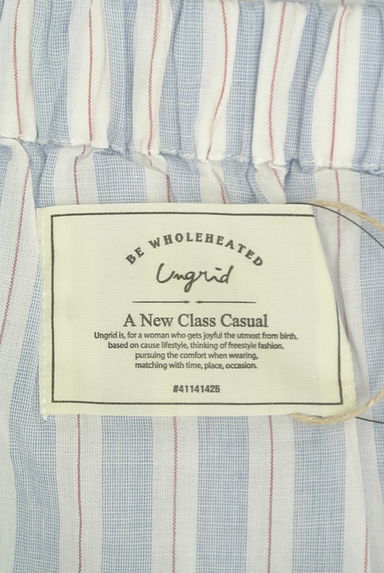 BE WHOLEHEATED
Ungrid
A New Class Casual
Ungrid is, for a woman who gets joyful the utmost from birth.
based on cause lifestyle, thinking of freestyle fashion.
pursuing the comfort when wearing,
matching with time, place, occasion.
#41141425